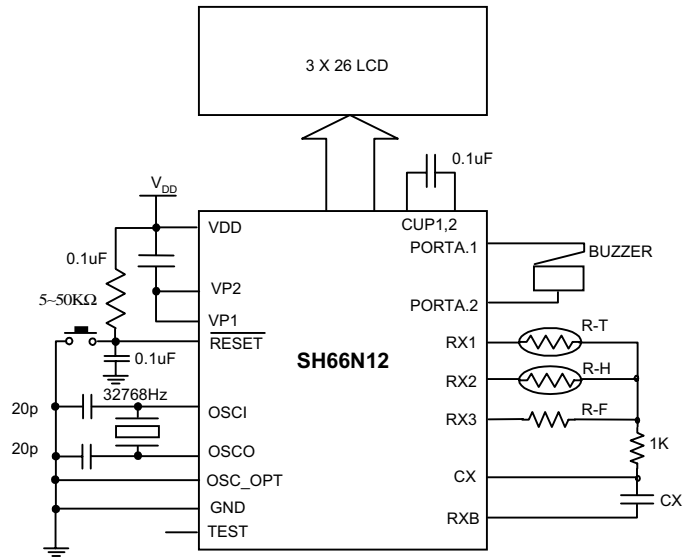 3 X 26 LCD
0.1uF
V_DD
CUP1,2
VDD
PORTA.1
BUZZER
0.1uF
VP2
5~50KΩ
PORTA.2
VP1
R-T
RESET
RX1
0.1uF
SH66N12
R-H
32768Hz
RX2
20p
OSCI
RX3
R-F
20p
OSCO
1K
OSC_OPT
CX
GND
CX
TEST
RXB